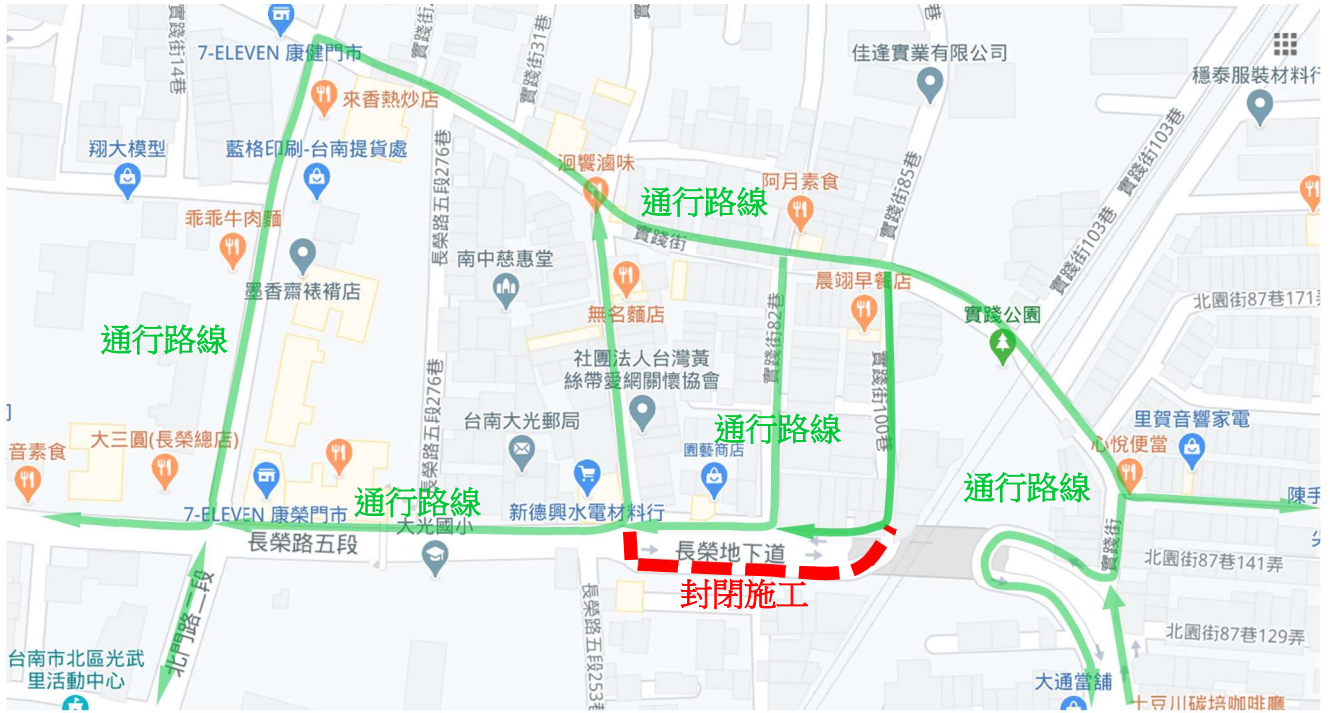 實踐街14巷
7-ELEVEN 康健門市
實踐街31巷
佳逢實業有限公司
穩泰服裝材料行
來香熱炒店
翔大模型
藍格印刷-台南提貨處
長榮路五段276巷
洄饗滷味
阿月素食
實踐街85巷
實踐街103巷
實踐街103巷
通行路線
乖乖牛肉麵
實踐街
南中慈惠堂
墨香齋裱褙店
無名麵店
晨翊早餐店
實踐公園
北園街87巷171弄
通行路線
社團法人台灣黃
絲帶愛網關懷協會
實踐街82巷
實踐街100巷
長榮路五段276巷
長榮路五段276巷
台南大光郵局
通行路線
園藝商店
里賀音響家電
心悅便當
音素食
大三圓(長榮總店)
通行路線
通行路線
陳手
7-ELEVEN 康榮門市
新德興水電材料行
大光國小
長榮路五段
長榮地下道
實踐街
北園街87巷141弄
封閉施工
北門路二段
長榮路五段253巷
北園街87巷129弄
台南市北區光武
里活動中心
大通當舖
土豆川碳培咖啡廳